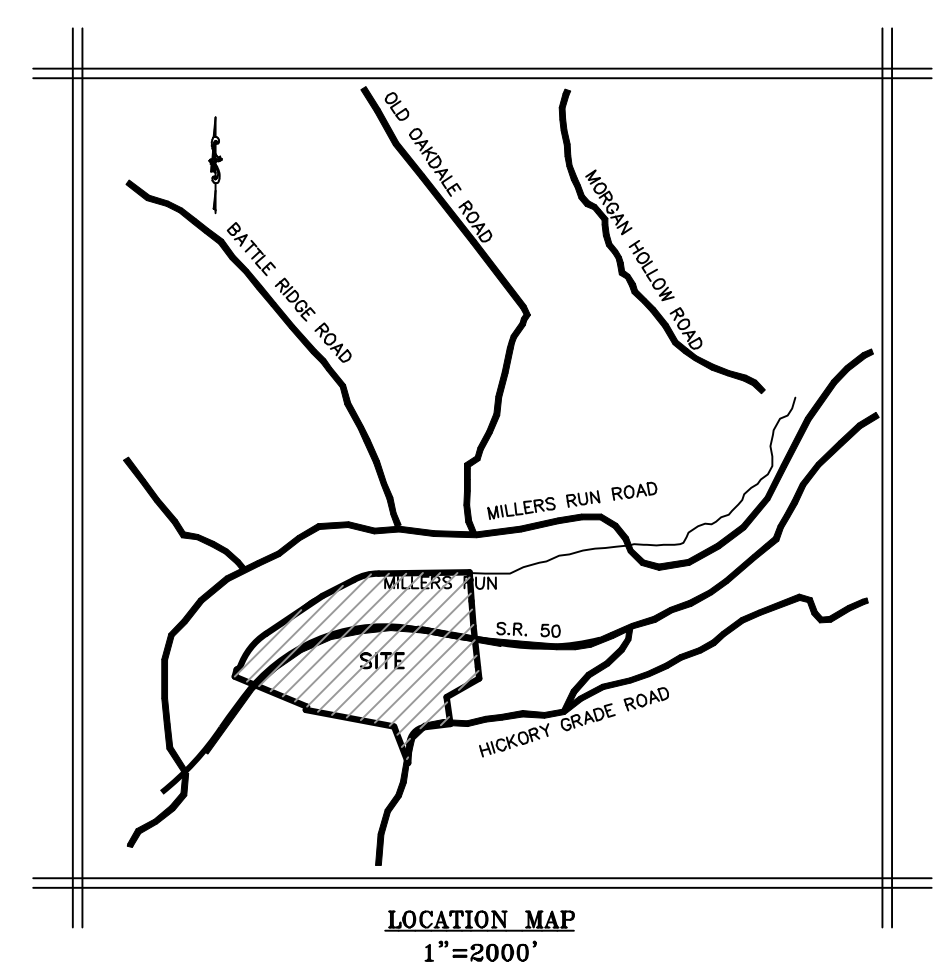 OLD OAKDALE ROAD
MORGAN HOLLOW ROAD
BATTLE RIDGE ROAD
MILLERS RUN ROAD
MILLERS RUN
S.R. 50
SITE
HICKORY GRADE ROAD
LOCATION MAP
1"=2000'